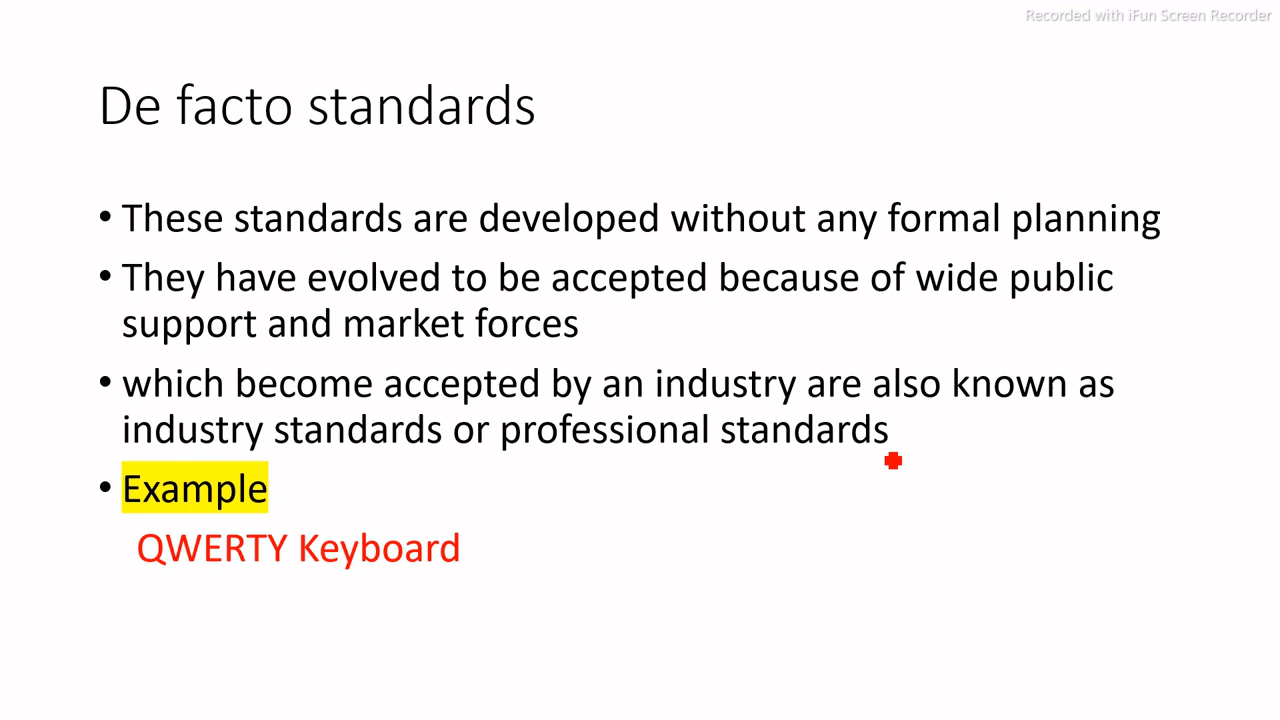 Recorded with iFun Screen Recorder
De facto standards
• These standards are developed without any formal planning
• They have evolved to be accepted because of wide public
support and market forces
• which become accepted by an industry are also known as
industry standards or professional standards
• Example
QWERTY Keyboard